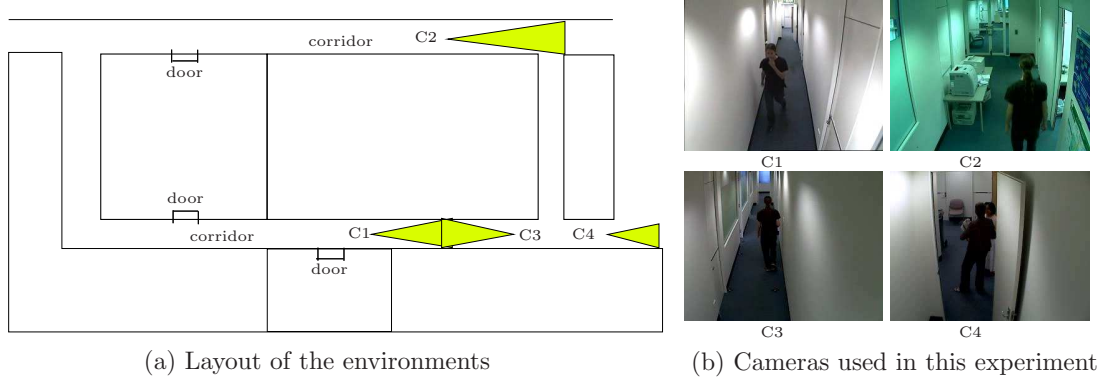 corridor
C2
door
door
corridor
C1
C3
C4
door
(a) Layout of the environments
C1
C2
C3
C4
(b) Cameras used in this experiment